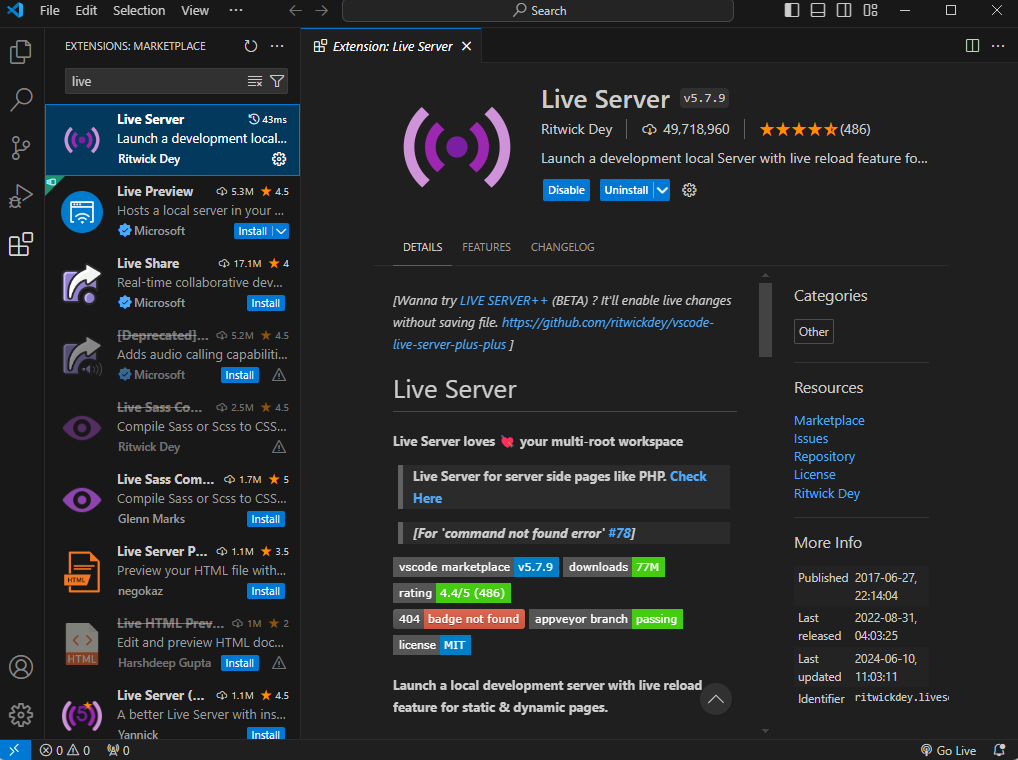 File Edit Selection View ··· Search
EXTENSIONS: MARKETPLACE
live
Live Server 43ms
Launch a development local...
Ritwick Dey
Live Preview 5.3M 4.5
Hosts a local server in your ...
Microsoft Install
Live Share 17.1M 4
Real-time collaborative dev...
Microsoft Install
[Deprecated]... 5.2M 4.5
Adds audio calling capabiliti...
Microsoft Install
Live Sass Co... 2.5M 4.5
Compile Sass or Scss to CSS...
Ritwick Dey
Live Sass Com... 1.7M 5
Compile Sass or Scss to CSS...
Glenn Marks Install
Live Server P... 1.1M 3.5
Preview your HTML file with...
negokaz Install
HTML
Live HTML Prev... 1M 2
Edit and preview HTML doc...
Harshdeep Gupta Install
HTML
Live Server (... 1.1M 4.5
A better Live Server with ins...
Yannick Install
5
Extension: Live Server
Live Server v5.7.9
Ritwick Dey 49,718,960 (486)
Launch a development local Server with live reload feature fo...
Disable Uninstall
DETAILS FEATURES CHANGELOG
[Wanna try LIVE SERVER++ (BETA) ? It'll enable live changes
without saving file. https://github.com/ritwickdey/vscode-
live-server-plus-plus ]
Live Server
Live Server loves 💘 your multi-root workspace
Live Server for server side pages like PHP. Check
Here
[For 'command not found error' #78]
vscode marketplace v5.7.9 downloads 77M
rating 4.4/5 (486)
404 badge not found appveyor branch passing
license MIT
Launch a local development server with live reload
feature for static & dynamic pages.
Categories
Other
Resources
Marketplace
Issues
Repository
License
Ritwick Dey
More Info
Published 2017-06-27,
22:14:04
Last 2022-08-31,
released 04:03:25
Last 2024-06-10,
updated 11:03:11
Identifier ritwickdey.livese
0 0 0 Go Live